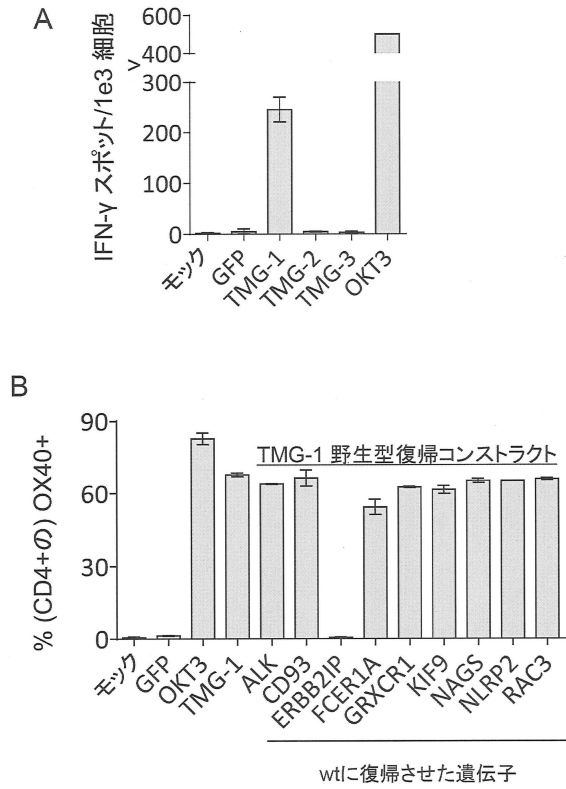 A
IFN-γ スポット/1e3 細胞
>
600
400
300
200
100
0
モック
GFP
TMG-1
TMG-2
TMG-3
OKT3
B
% (CD4+の) OX40+
90
60
30
0
TMG-1 野生型復帰コンストラクト
モック
GFP
OKT3
TMG-1
ALK
CD93
ERBB2IP
FCER1A
GRXCR1
KIF9
NAGS
NLRP2
RAC3
wtに復帰させた遺伝子